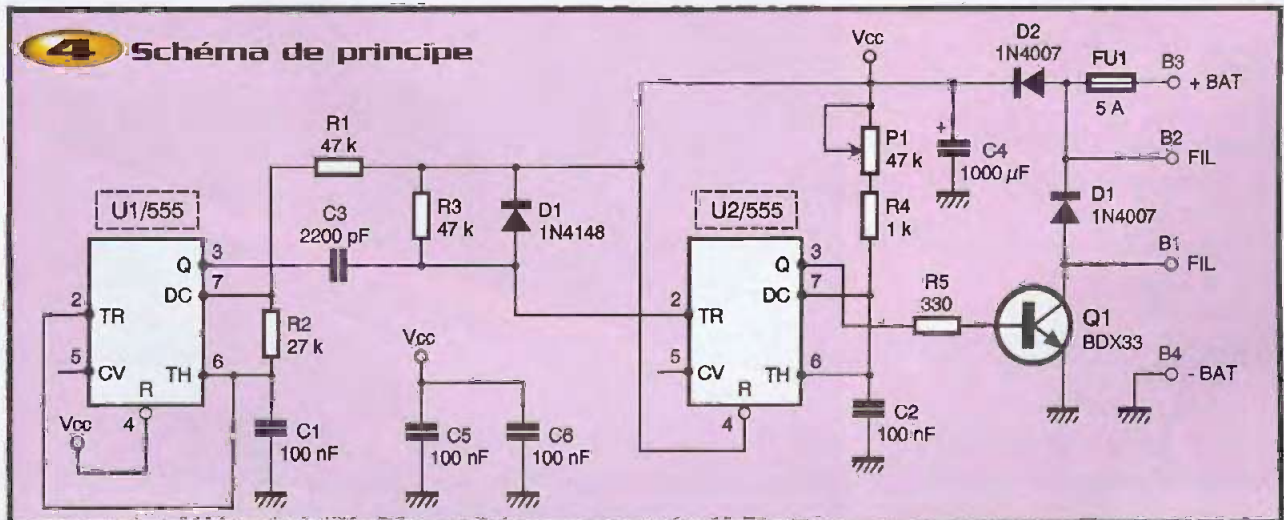 4 Schéma de principe
R1
47 k
U1/555
C3
2200 pF
R3
47 k
D1
1N4148
3
Q
7
DC
2
TR
R2
27 k
5
CV
6
TH
R
4
Vcc
C1
100 nF
Vcc
C5
100 nF
C6
100 nF
Vcc
P1
47 k
R4
1 k
+
C4
1000 µF
D2
1N4007
FU1
5 A
B3
+ BAT
B2
FIL
D1
1N4007
B1
FIL
U2/555
3
Q
7
DC
2
TR
5
CV
6
TH
R
4
R5
330
Q1
BDX33
B4
- BAT
C2
100 nF